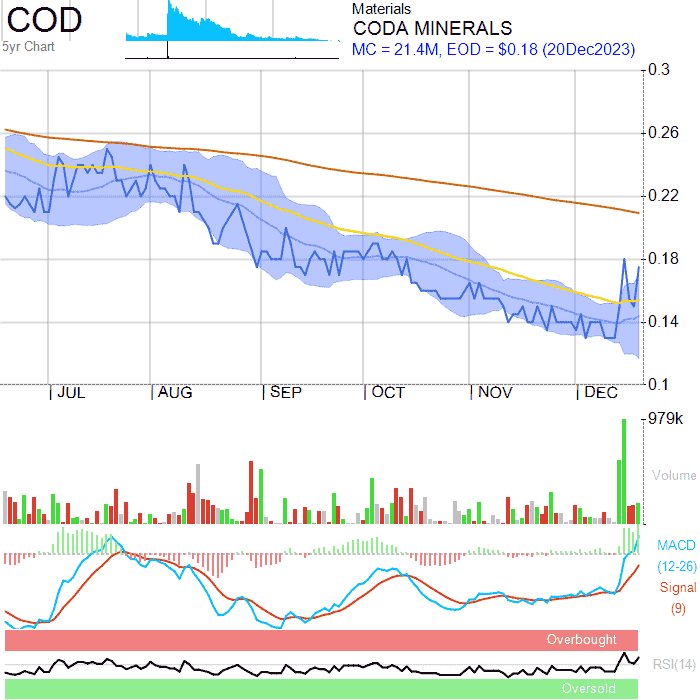 COD
5yr Chart
Materials
CODA MINERALS
MC = 21.4M, EOD = $0.18 (20Dec2023)
0.3
0.26
0.22
0.18
0.14
0.1
JUL
AUG
SEP
OCT
NOV
DEC
979k
Volume
MACD
(12-26)
Signal
(9)
Overbought
RSI(14)
Oversold